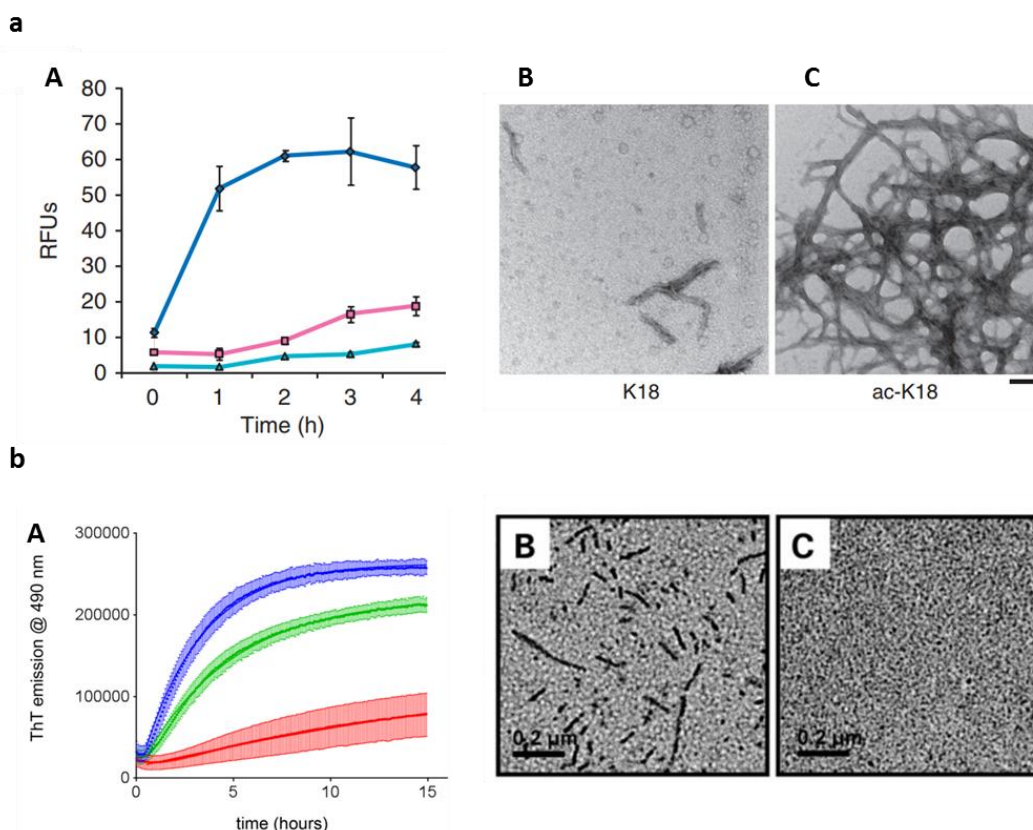 a
A
80
70
60
50
40
30
20
10
0
RFUs
0 1 2 3 4
Time (h)
B
C
K18
ac-K18
b
A
300000
200000
100000
0
ThT emission @ 490 nm
0 5 10 15
time (hours)
B
0.2 µm
C
0.2 µm